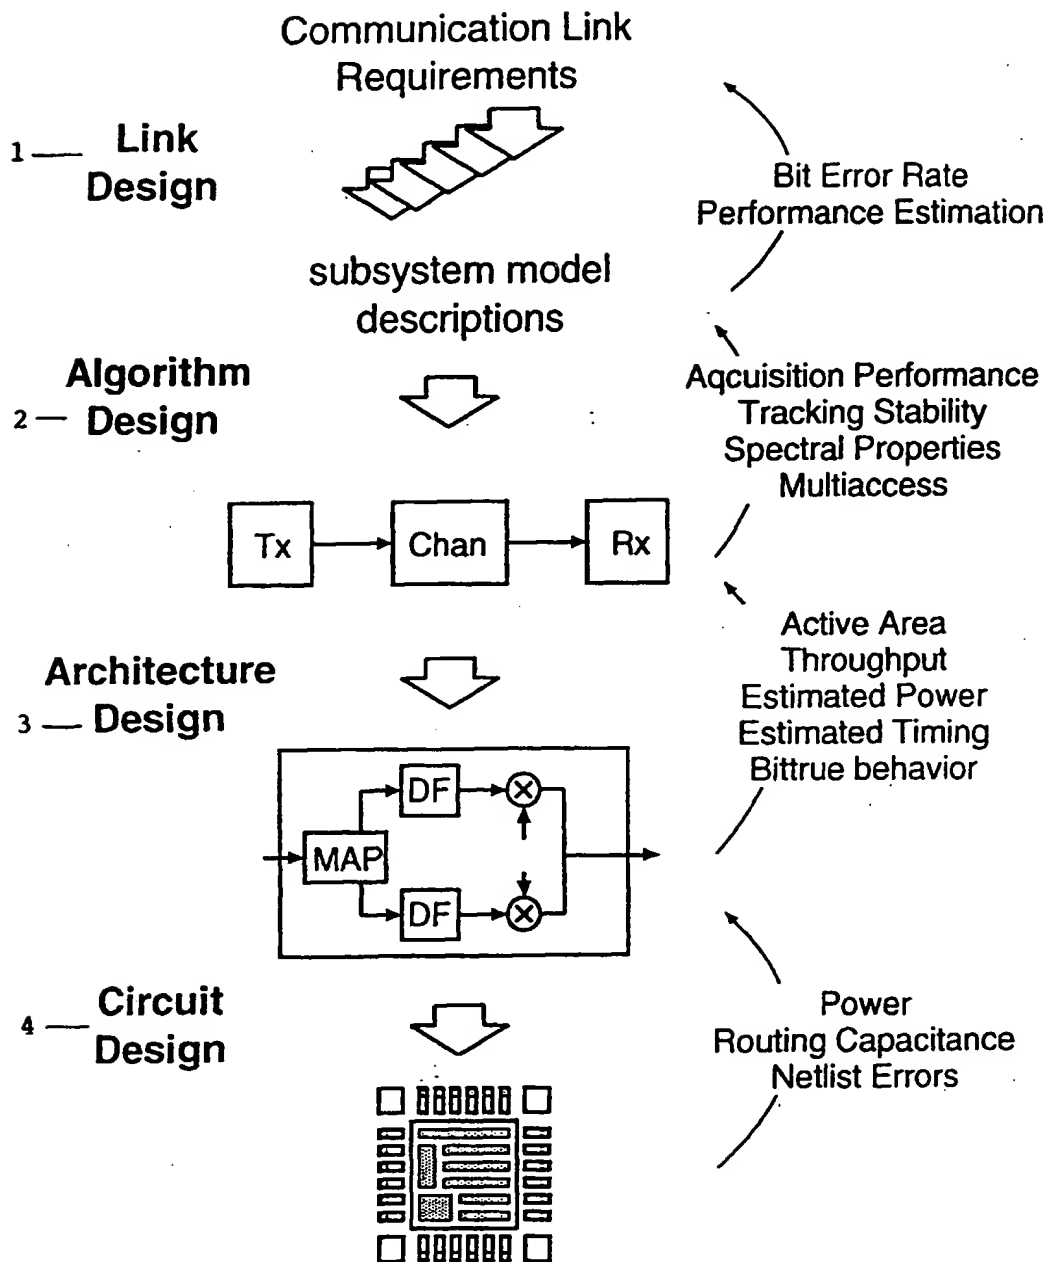 Communication Link
Requirements
1
Link
Design
Bit Error Rate
Performance Estimation
subsystem model
descriptions
Algorithm
2
Design
Aqcuisition Performance
Tracking Stability
Spectral Properties
Multiaccess
Tx
Chan
Rx
Architecture
3
Design
Active Area
Throughput
Estimated Power
Estimated Timing
Bittrue behavior
DF
MAP
DF
Circuit
4
Design
Power
Routing Capacitance
Netlist Errors